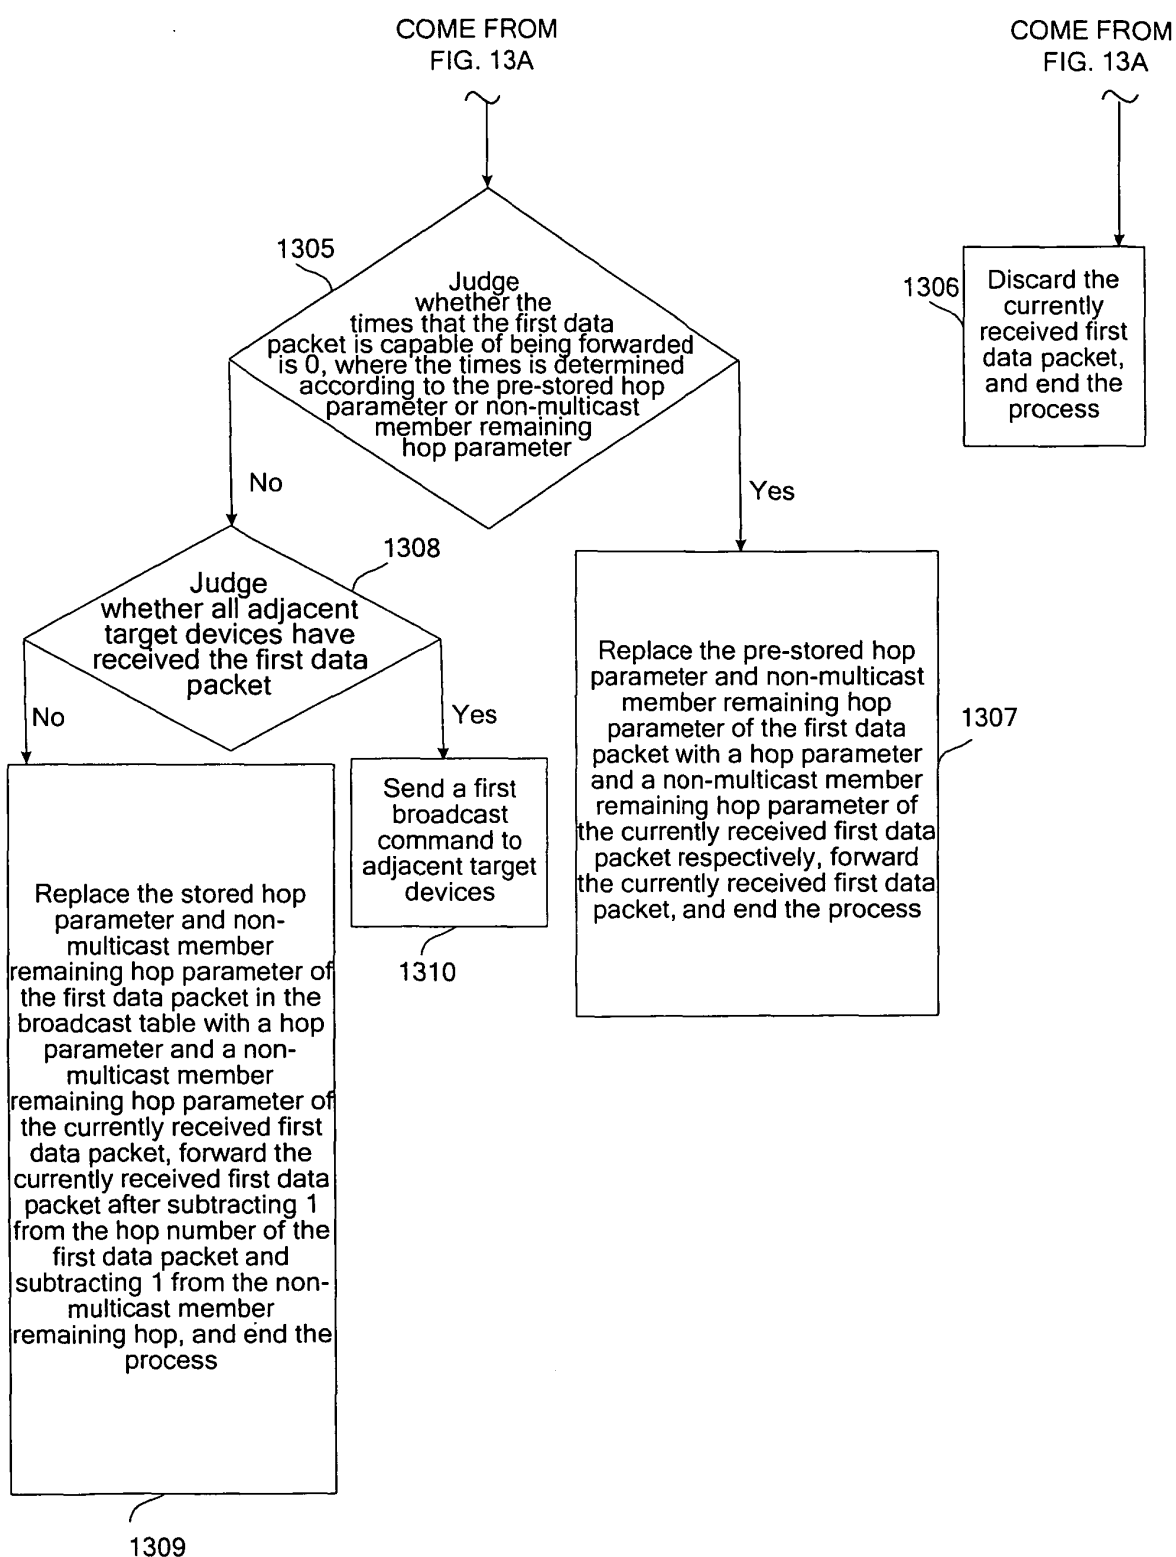 COME FROM
FIG. 13A
COME FROM
FIG. 13A
1305
Judge
whether the
times that the first data
packet is capable of being forwarded
is 0, where the times is determined
according to the pre-stored hop
parameter or non-multicast
member remaining
hop parameter
1306
Discard the
currently
received first
data packet,
and end the
process
No
Yes
1308
Judge
whether all adjacent
target devices have
received the first data
packet
No
Yes
1307
Replace the pre-stored hop
parameter and non-multicast
member remaining hop
parameter of the first data
packet with a hop parameter
and a non-multicast member
remaining hop parameter of
the currently received first data
packet respectively, forward
the currently received first data
packet, and end the process
Send a first
broadcast
command to
adjacent target
devices
1310
Replace the stored hop
parameter and non-
multicast member
remaining hop parameter of
the first data packet in the
broadcast table with a hop
parameter and a non-
multicast member
remaining hop parameter of
the currently received first
data packet, forward the
currently received first data
packet after subtracting 1
from the hop number of the
first data packet and
subtracting 1 from the non-
multicast member
remaining hop, and end the
process
1309